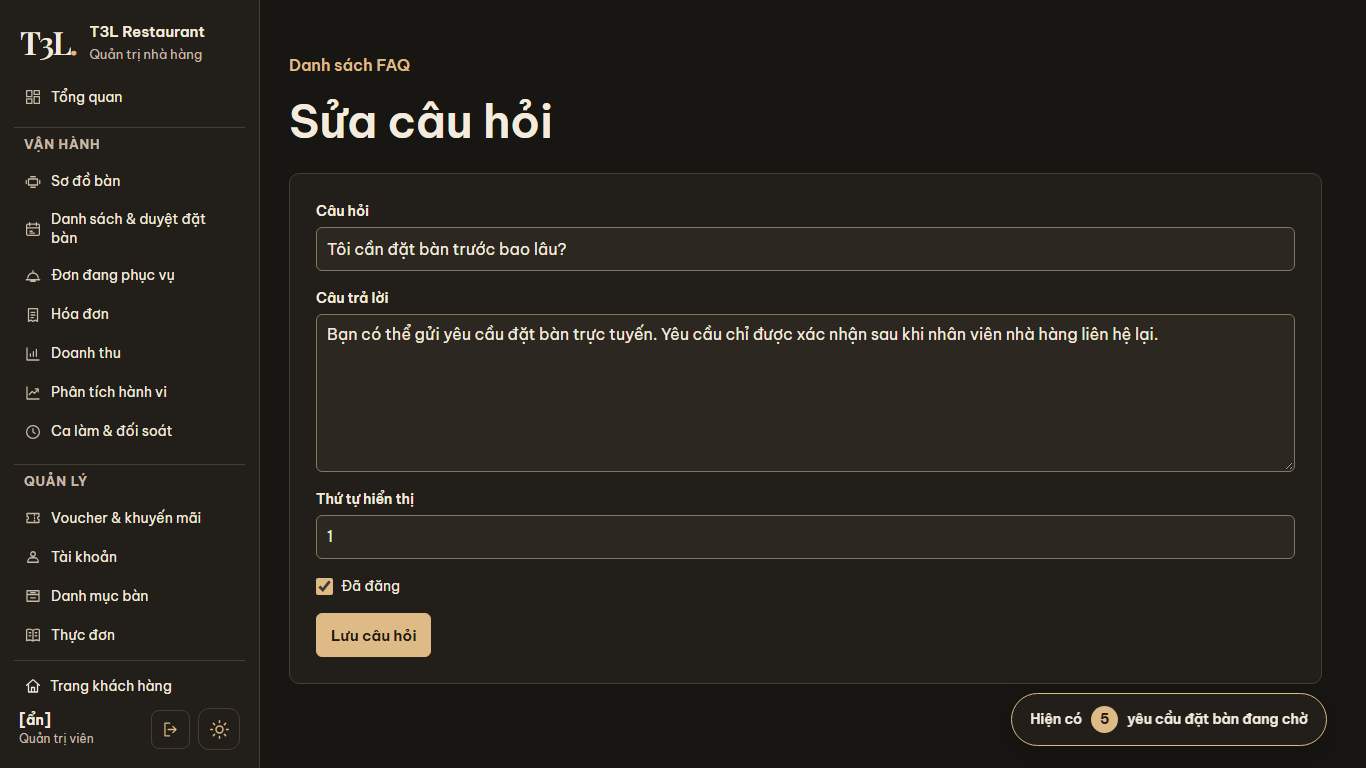 T3L.
T3L Restaurant
Quản trị nhà hàng
Tổng quan
VẬN HÀNH
Sơ đồ bàn
Danh sách & duyệt đặt
bàn
Đơn đang phục vụ
Hóa đơn
Doanh thu
Phân tích hành vi
Ca làm & đối soát
QUẢN LÝ
Voucher & khuyến mãi
Tài khoản
Danh mục bàn
Thực đơn
Trang khách hàng
[ẩn]
Quản trị viên
Danh sách FAQ
Sửa câu hỏi
Câu hỏi
Tôi cần đặt bàn trước bao lâu?
Câu trả lời
Bạn có thể gửi yêu cầu đặt bàn trực tuyến. Yêu cầu chỉ được xác nhận sau khi nhân viên nhà hàng liên hệ lại.
Thứ tự hiển thị
1
Đã đăng
Lưu câu hỏi
Hiện có 5 yêu cầu đặt bàn đang chờ